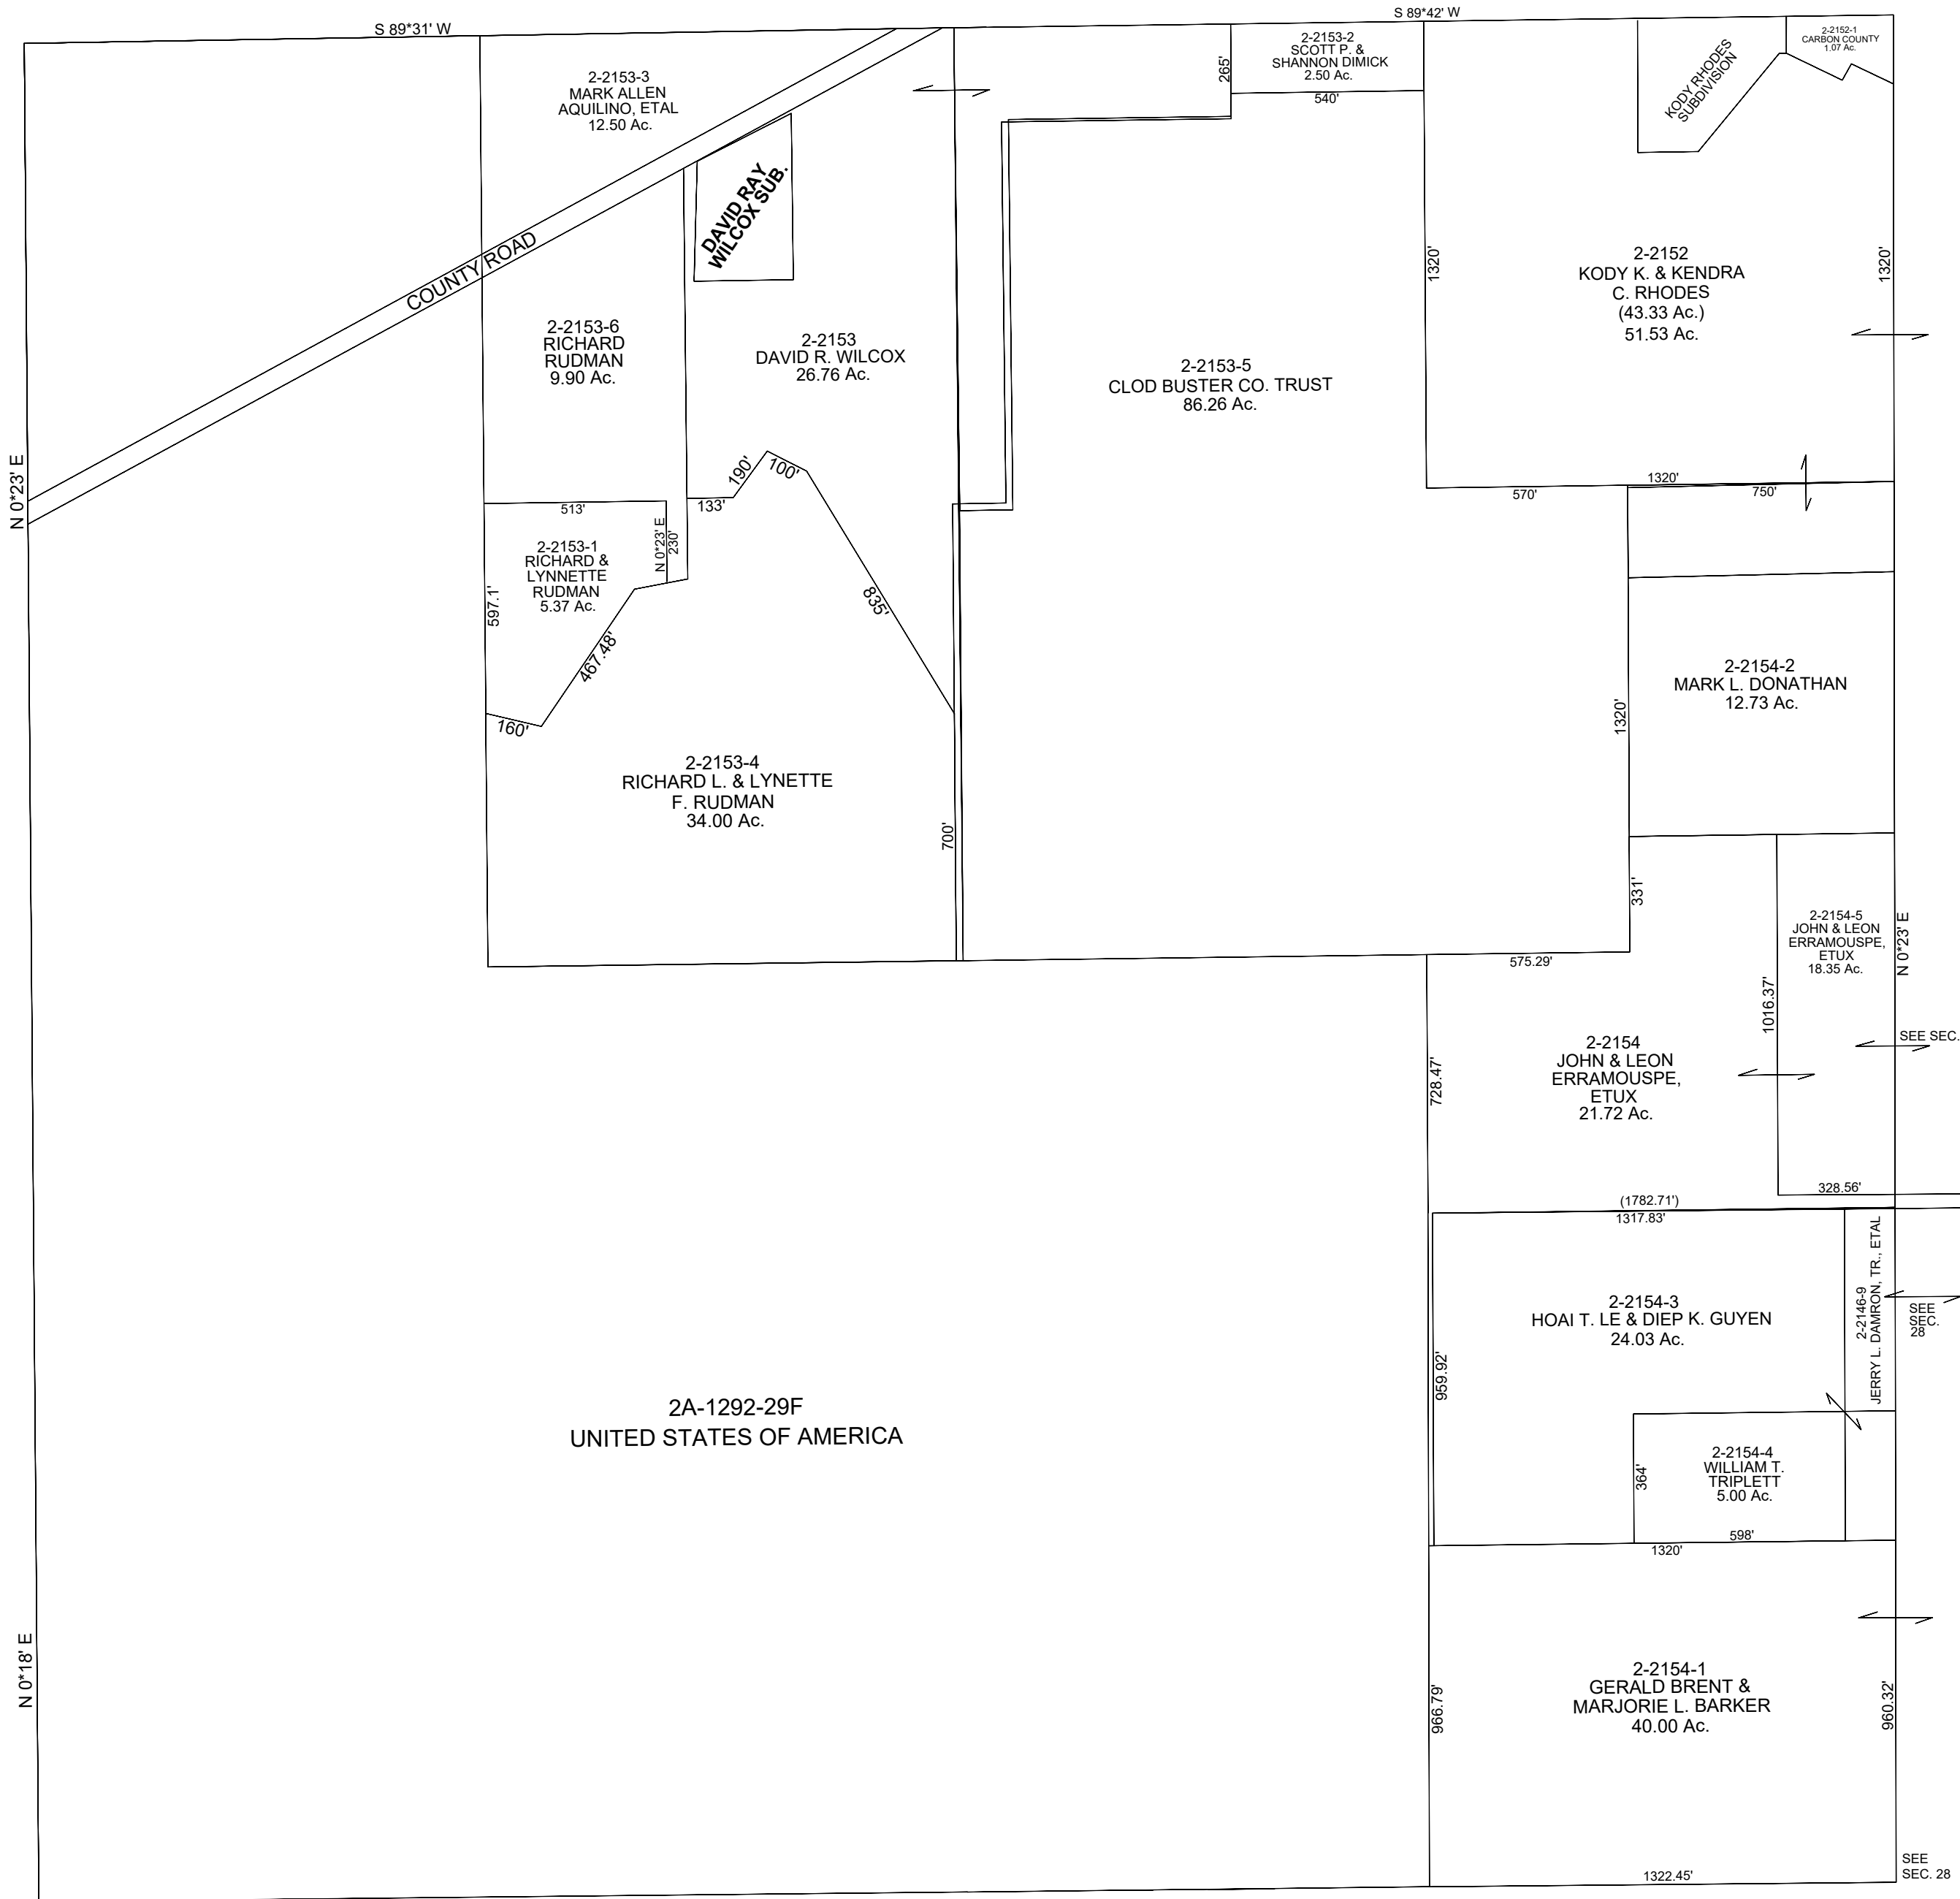 S 89*31' W
S 89*42' W
2-2153-3
MARK ALLEN
AQUILINO, ETAL
12.50 Ac.
265'
2-2153-2
SCOTT P. &
SHANNON DIMICK
2.50 Ac.
540'
KODY RHODES
SUBDIVISION
2-2152-1
CARBON COUNTY
1.07 Ac.
DAVID RAY
WILCOX SUB.
COUNTY ROAD
1320'
2-2152
KODY K. & KENDRA
C. RHODES
(43.33 Ac.)
51.53 Ac.
1320'
2-2153-6
RICHARD
RUDMAN
9.90 Ac.
2-2153
DAVID R. WILCOX
26.76 Ac.
2-2153-5
CLOD BUSTER CO. TRUST
86.26 Ac.
N 0*23' E
190'
100'
133'
513'
570'
1320'
750'
2-2153-1
RICHARD &
LYNNETTE
RUDMAN
5.37 Ac.
N 0*23' E
230'
597.1'
467.48'
835'
160'
2-2154-2
MARK L. DONATHAN
12.73 Ac.
1320'
2-2153-4
RICHARD L. & LYNETTE
F. RUDMAN
34.00 Ac.
700'
331'
2-2154-5
JOHN & LEON
ERRAMOUSPE,
ETUX
18.35 Ac.
N 0*23' E
575.29'
1016.37'
SEE SEC.
728.47'
2-2154
JOHN & LEON
ERRAMOUSPE,
ETUX
21.72 Ac.
328.56'
(1782.71')
1317.83'
2-2146-9
JERRY L. DAMRON, TR., ETAL
SEE
SEC.
28
2-2154-3
HOAI T. LE & DIEP K. GUYEN
24.03 Ac.
959.92'
2A-1292-29F
UNITED STATES OF AMERICA
364'
2-2154-4
WILLIAM T.
TRIPLETT
5.00 Ac.
598'
1320'
N 0*18' E
966.79'
2-2154-1
GERALD BRENT &
MARJORIE L. BARKER
40.00 Ac.
960.32'
1322.45'
SEE
SEC. 28